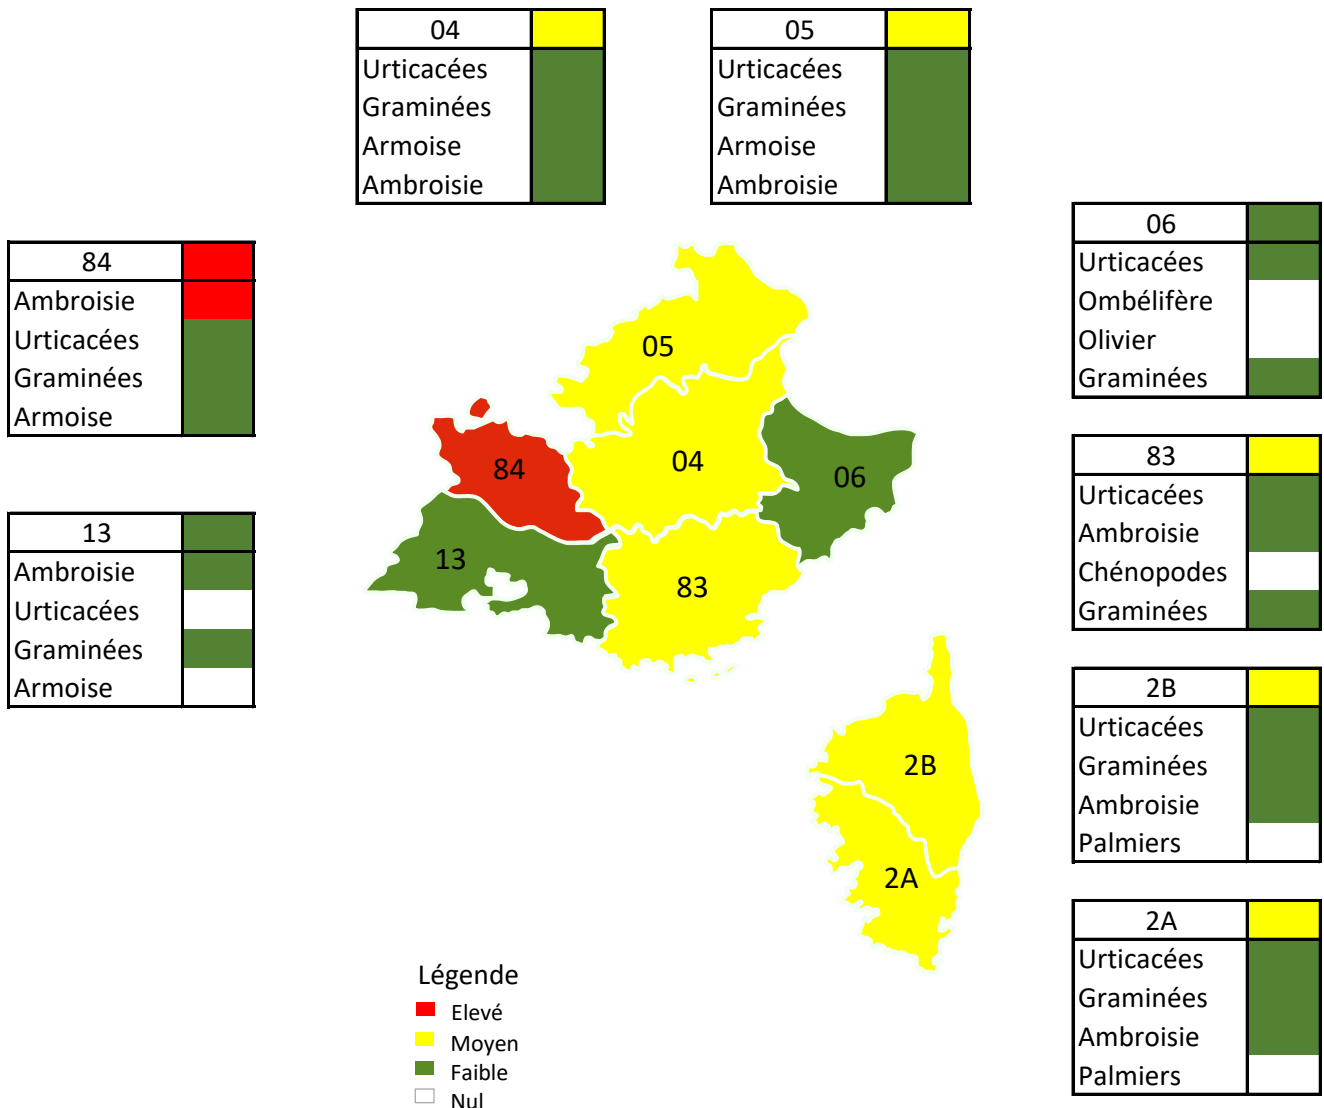 04
Urticacées
Graminées
Armoise
Ambroisie
05
Urticacées
Graminées
Armoise
Ambroisie
84
Ambroisie
Urticacées
Graminées
Armoise
13
Ambroisie
Urticacées
Graminées
Armoise
05
04
84
06
13
83
2B
2A
06
Urticacées
Ombélifère
Olivier
Graminées
83
Urticacées
Ambroisie
Chénopodes
Graminées
2B
Urticacées
Graminées
Ambroisie
Palmiers
2A
Urticacées
Graminées
Ambroisie
Palmiers
Légende
Elevé
Moyen
Faible
Nul